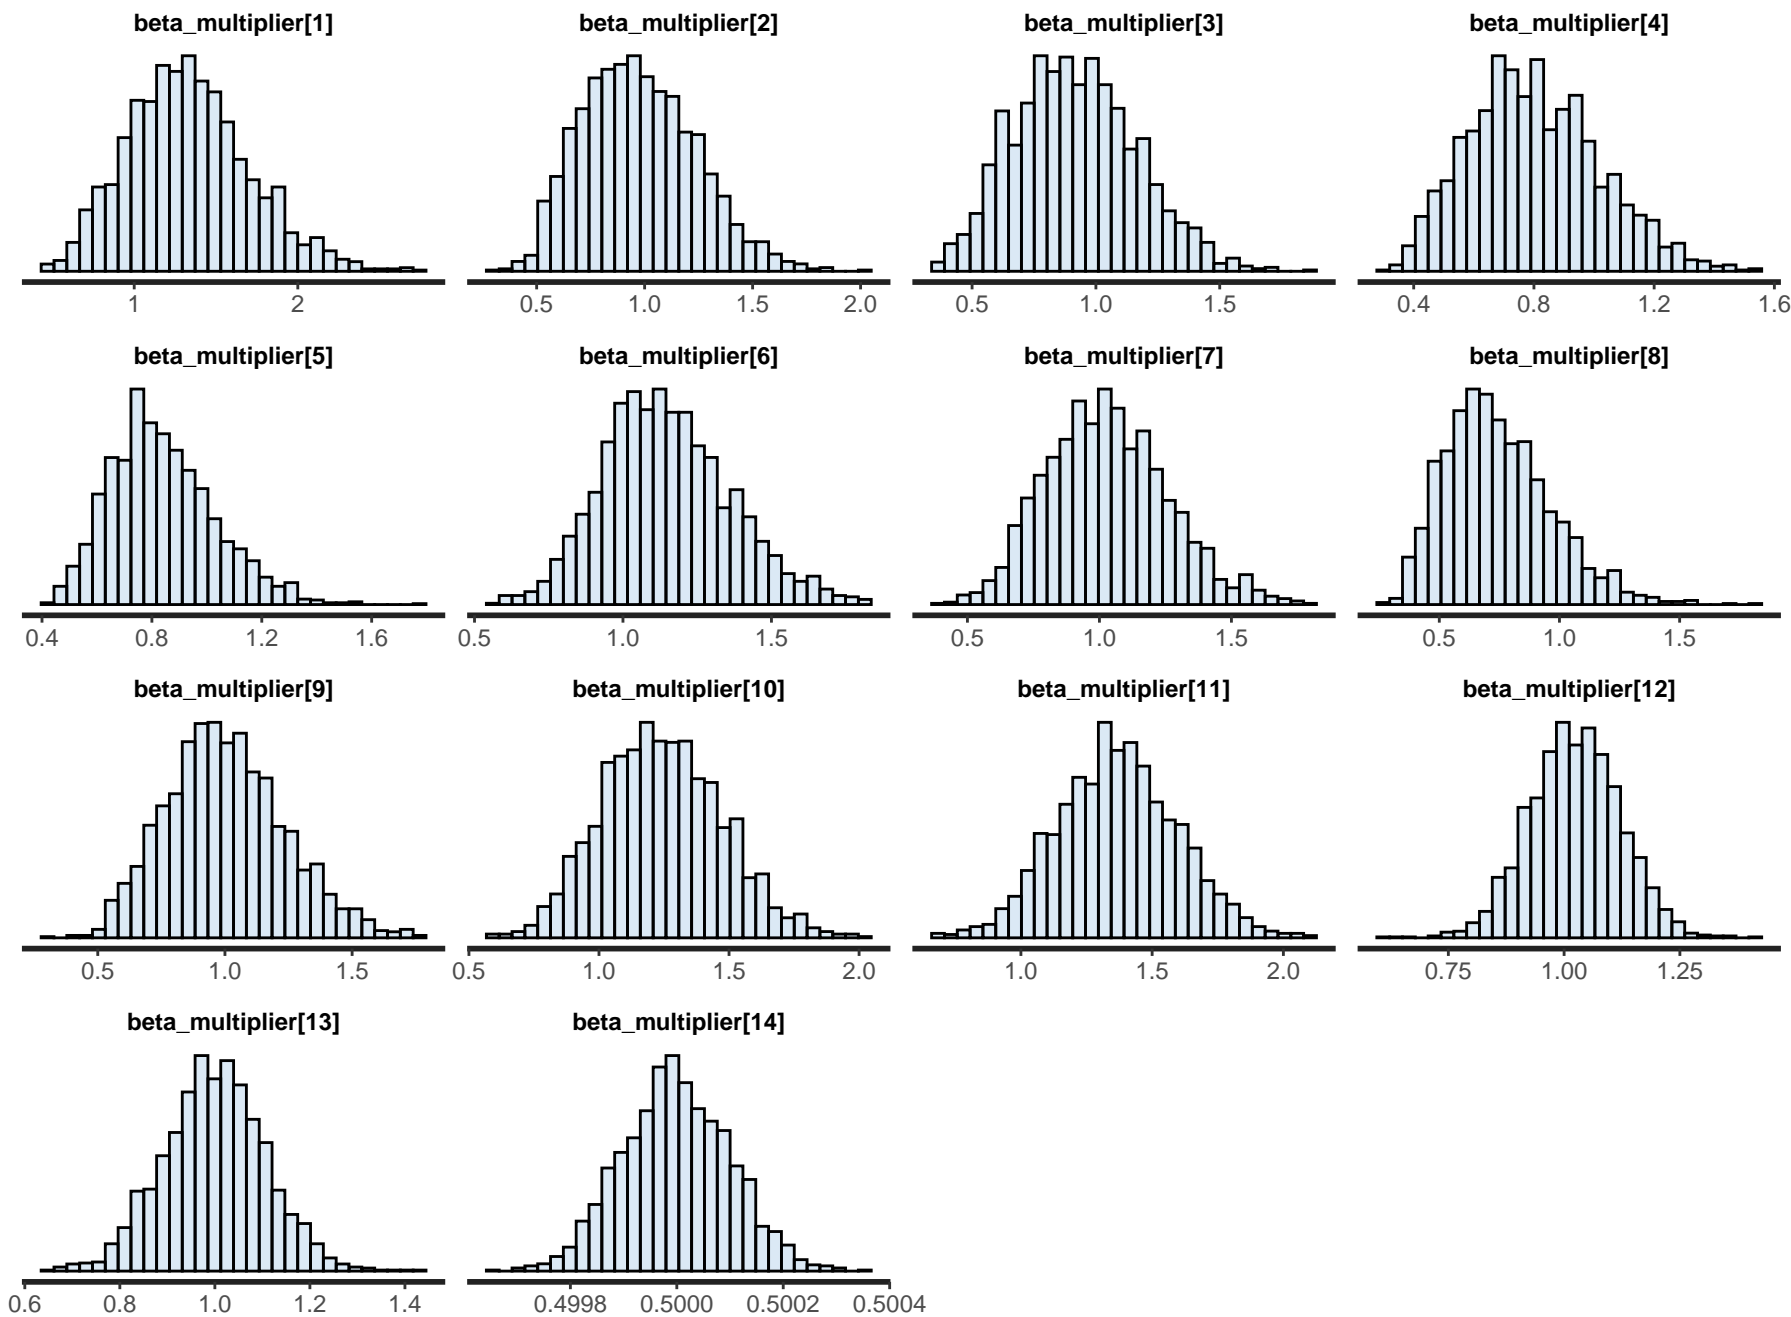 beta_multiplier[1] beta_multiplier[2] beta_multiplier[3] beta_multiplier[4]
1 2 0.5 1.0 1.5 2.0 0.5 1.0 1.5 0.4 0.8 1.2 1.6
beta_multiplier[5] beta_multiplier[6] beta_multiplier[7] beta_multiplier[8]
0.4 0.8 1.2 1.6 0.5 1.0 1.5 0.5 1.0 1.5 0.5 1.0 1.5
beta_multiplier[9] beta_multiplier[10] beta_multiplier[11] beta_multiplier[12]
0.5 1.0 1.5 0.5 1.0 1.5 2.0 1.0 1.5 2.0 0.75 1.00 1.25
beta_multiplier[13] beta_multiplier[14]
0.6 0.8 1.0 1.2 1.4 0.4998 0.5000 0.5002 0.5004